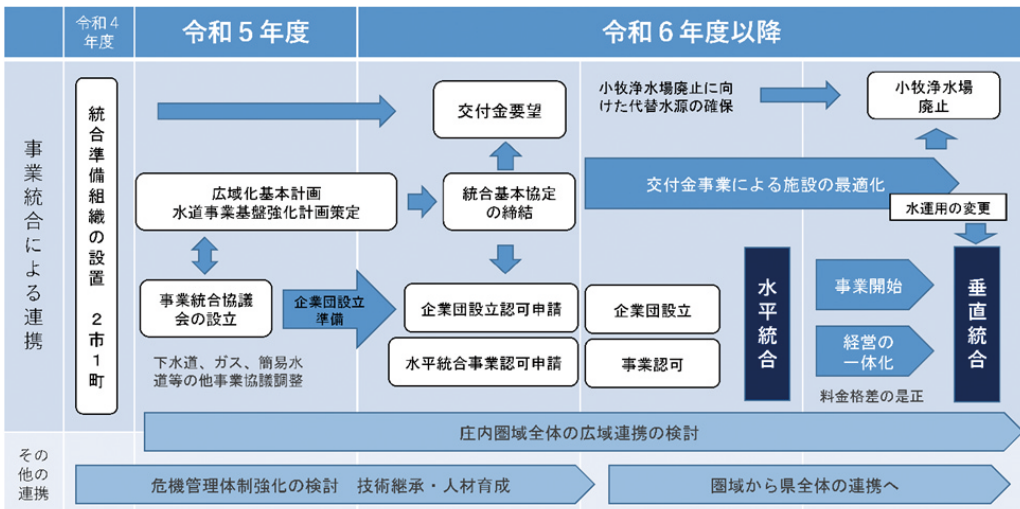 令和４
年度
令和５年度
令和６年度以降
事業統合による連携
統合準備組織の設置　２市１町
交付金要望
小牧浄水場廃止に向
けた代替水源の確保
小牧浄水場
廃止
広域化基本計画
水道事業基盤強化計画策定
統合基本協定
の締結
交付金事業による施設の最適化
水運用の変更
事業統合協議
会の設立
企業団設立
準備
企業団設立認可申請
企業団設立
水平統合
事業開始
垂直統合
水平統合事業認可申請
事業認可
経営の
一体化
下水道、ガス、簡易水
道等の他事業協議調整
料金格差の是正
庄内圏域全体の広域連携の検討
その
他の
連携
危機管理体制強化の検討　技術継承・人材育成
圏域から県全体の連携へ